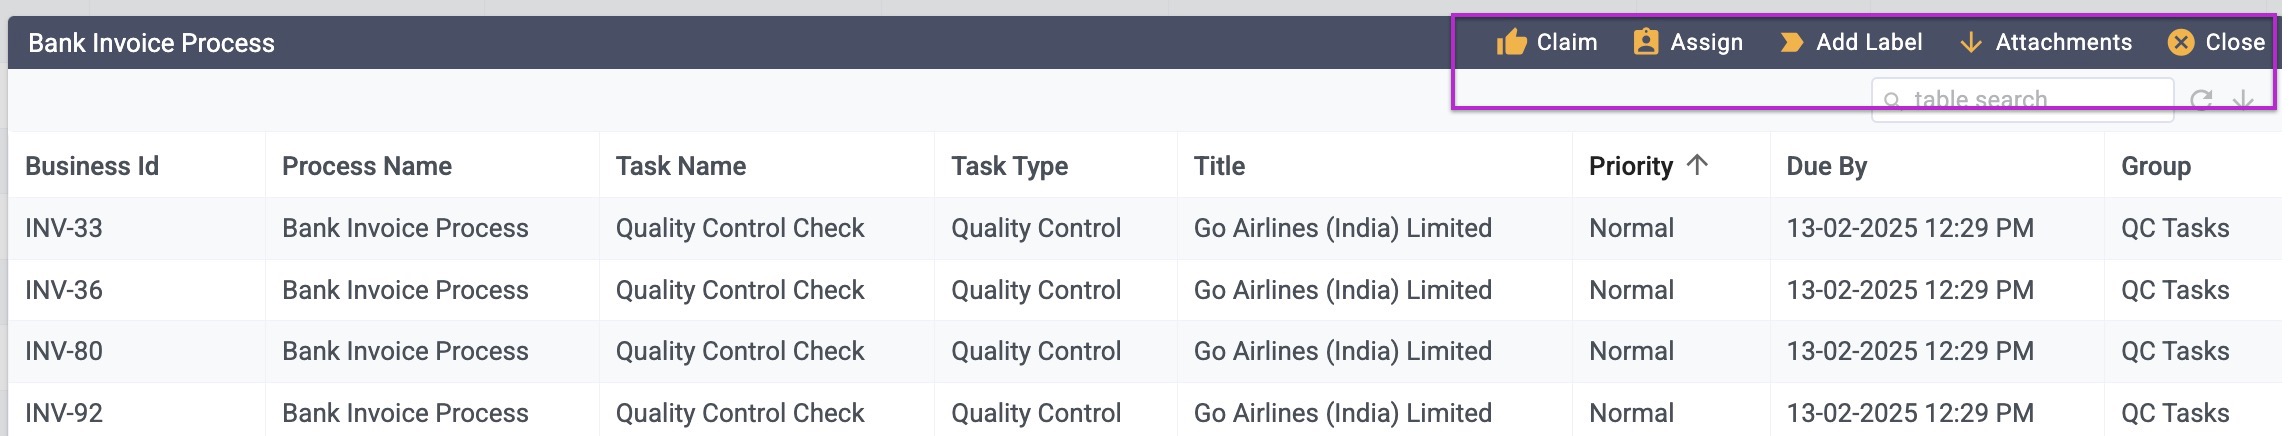 Bank Invoice Process Claim Assign Add Label Attachments Close
table search
Business Id Process Name Task Name Task Type Title Priority Due By Group
INV-33 Bank Invoice Process Quality Control Check Quality Control Go Airlines (India) Limited Normal 13-02-2025 12:29 PM QC Tasks
INV-36 Bank Invoice Process Quality Control Check Quality Control Go Airlines (India) Limited Normal 13-02-2025 12:29 PM QC Tasks
INV-80 Bank Invoice Process Quality Control Check Quality Control Go Airlines (India) Limited Normal 13-02-2025 12:29 PM QC Tasks
INV-92 Bank Invoice Process Quality Control Check Quality Control Go Airlines (India) Limited Normal 13-02-2025 12:29 PM QC Tasks